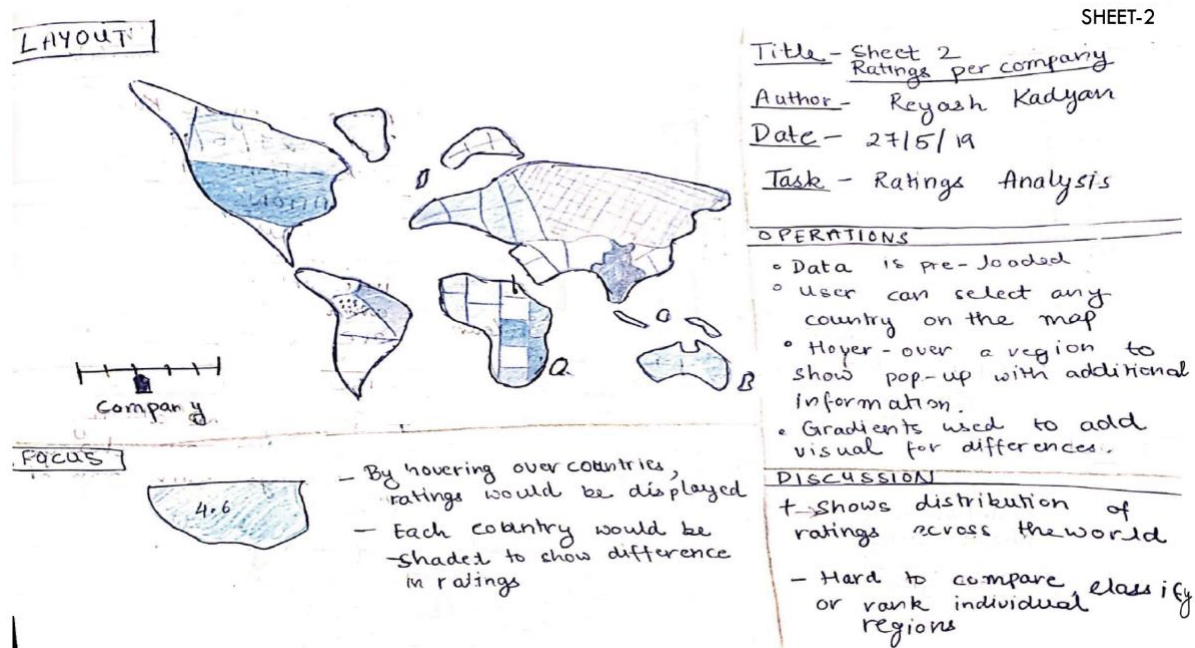 SHEET-2
LAYOUT
Company
Title - Sheet 2
Ratings per company
Author - Reyash Kadyan
Date - 27/5/19
Task - Ratings Analysis
OPERATIONS
° Data is pre-loaded
° User can select any
country on the map
° Hover-over a region to
show pop-up with additional
information.
• Gradients used to add
visual for differences.
FOCUS
4.6
- By hovering over countries,
ratings would be displayed
- Each country would be
shaded to show difference
in ratings
DISCUSSION
+ Shows distribution of
ratings across the world
- Hard to compare, classify
or rank individual
regions